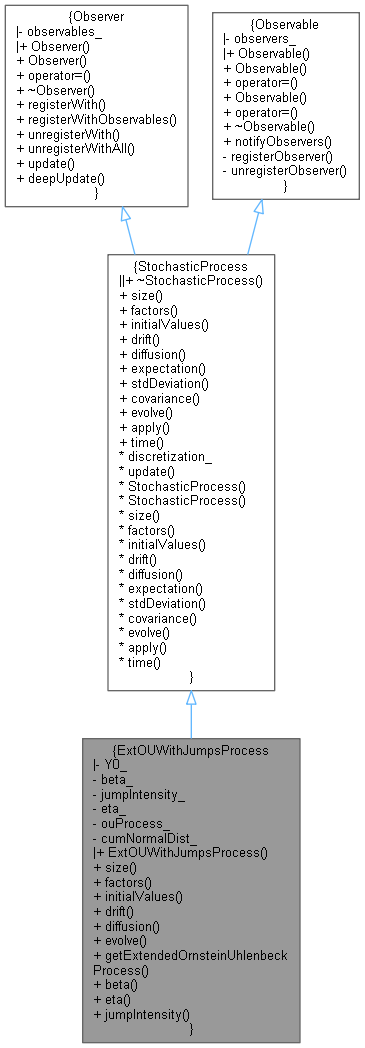 {Observer
|- observables_
|+ Observer()
+ Observer()
+ operator=()
+ ~Observer()
+ registerWith()
+ registerWithObservables()
+ unregisterWith()
+ unregisterWithAll()
+ update()
+ deepUpdate()
}
{Observable
|- observers_
|+ Observable()
+ Observable()
+ operator=()
+ Observable()
+ operator=()
+ ~Observable()
+ notifyObservers()
- registerObserver()
- unregisterObserver()
}
{StochasticProcess
||+ ~StochasticProcess()
+ size()
+ factors()
+ initialValues()
+ drift()
+ diffusion()
+ expectation()
+ stdDeviation()
+ covariance()
+ evolve()
+ apply()
+ time()
* discretization_
* update()
* StochasticProcess()
* StochasticProcess()
* size()
* factors()
* initialValues()
* drift()
* diffusion()
* expectation()
* stdDeviation()
* covariance()
* evolve()
* apply()
* time()
}
{ExtOUWithJumpsProcess
|- Y0_
- beta_
- jumpIntensity_
- eta_
- ouProcess_
- cumNormalDist_
|+ ExtOUWithJumpsProcess()
+ size()
+ factors()
+ initialValues()
+ drift()
+ diffusion()
+ evolve()
+ getExtendedOrnsteinUhlenbeck
Process()
+ beta()
+ eta()
+ jumpIntensity()
}